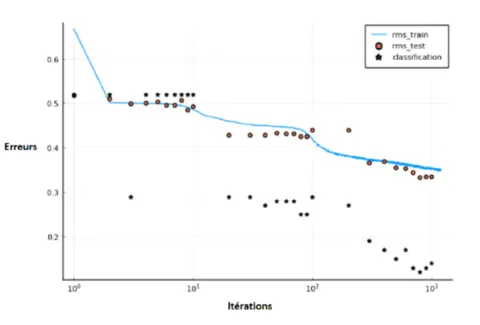 rms_train
rms_test
classification
0.6
0.5
0.4
0.3
0.2
Erreurs
10⁰
10¹
10²
10³
Itérations